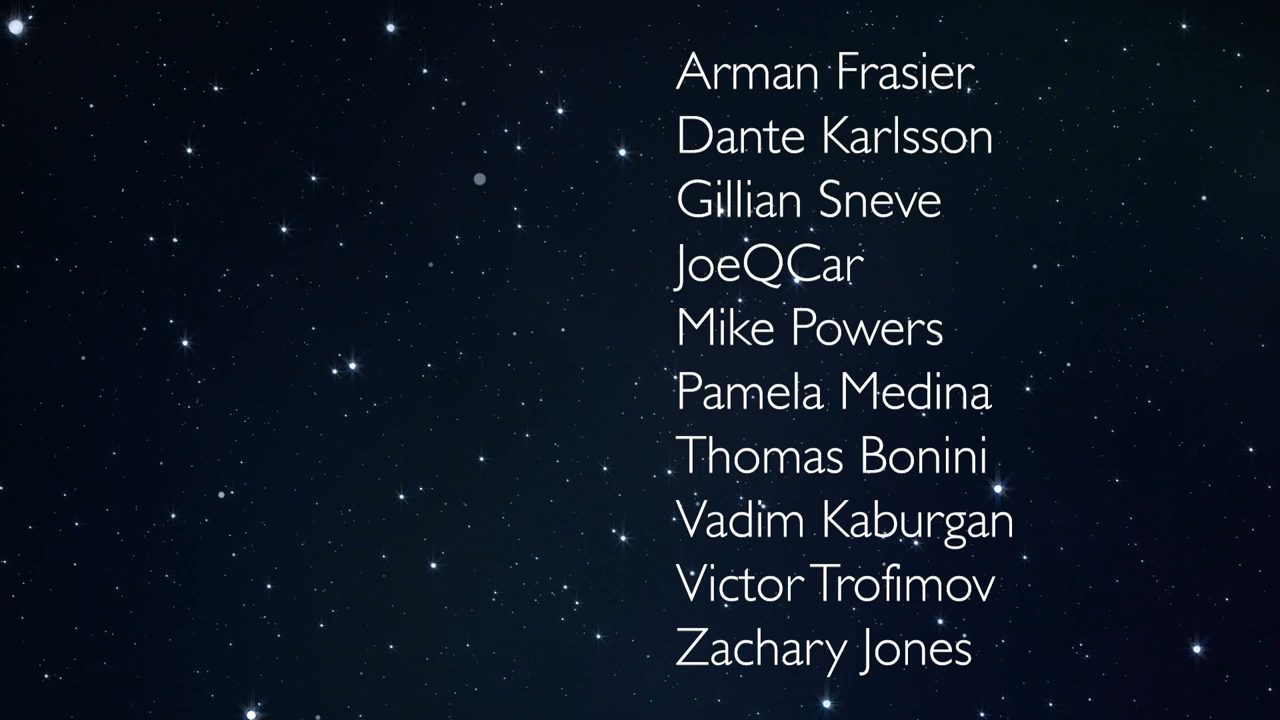 Arman Frasier
Dante Karlsson
Gillian Sneve
JoeQCar
Mike Powers
Pamela Medina
Thomas Bonini
Vadim Kaburgan
Victor Trofimov
Zachary Jones